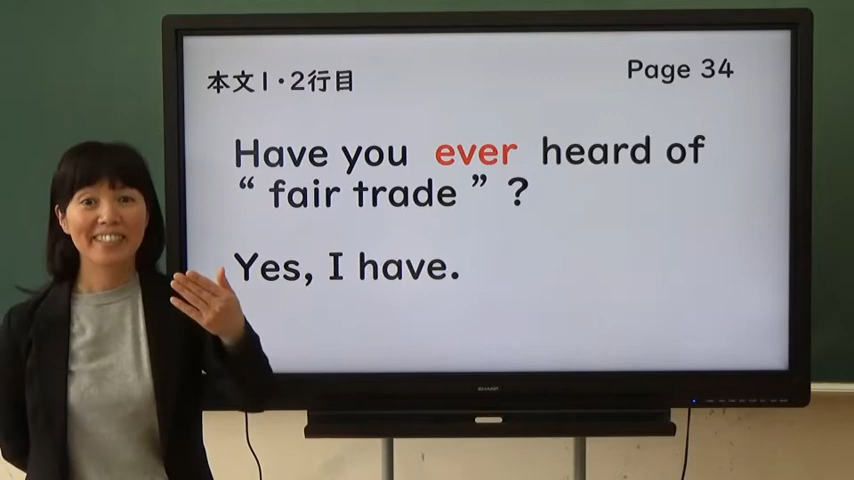 本文1・2行目
Page 34
Have you ever heard of
“ fair trade ” ?
Yes, I have.
SHARP